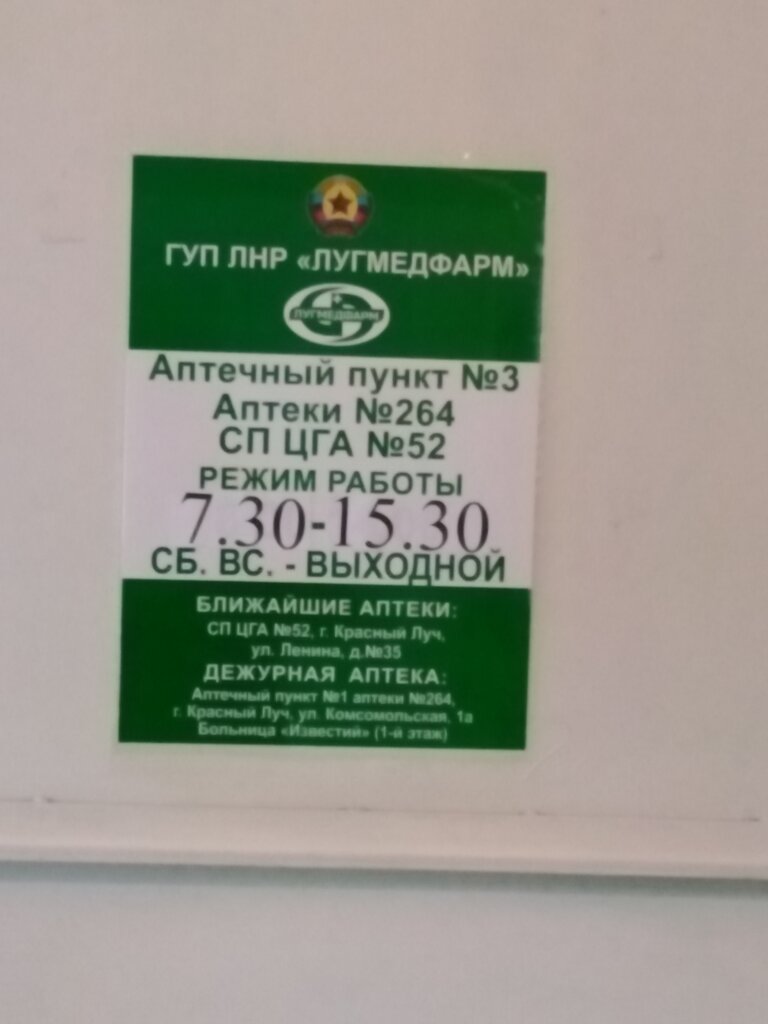 ГУП ЛНР «ЛУГМЕДФАРМ»
ЛУГМЕДФАРМ
Аптечный пункт №3
Аптеки №264
СП ЦГА №52
РЕЖИМ РАБОТЫ
7.30-15.30
СБ. ВС. - ВЫХОДНОЙ
БЛИЖАЙШИЕ АПТЕКИ:
СП ЦГА №52, г. Красный Луч,
ул. Ленина, д.№35
ДЕЖУРНАЯ АПТЕКА:
Аптечный пункт №1 аптеки №264,
г. Красный Луч, ул. Комсомольская, 1а
Больница «Известий» (1-й этаж)